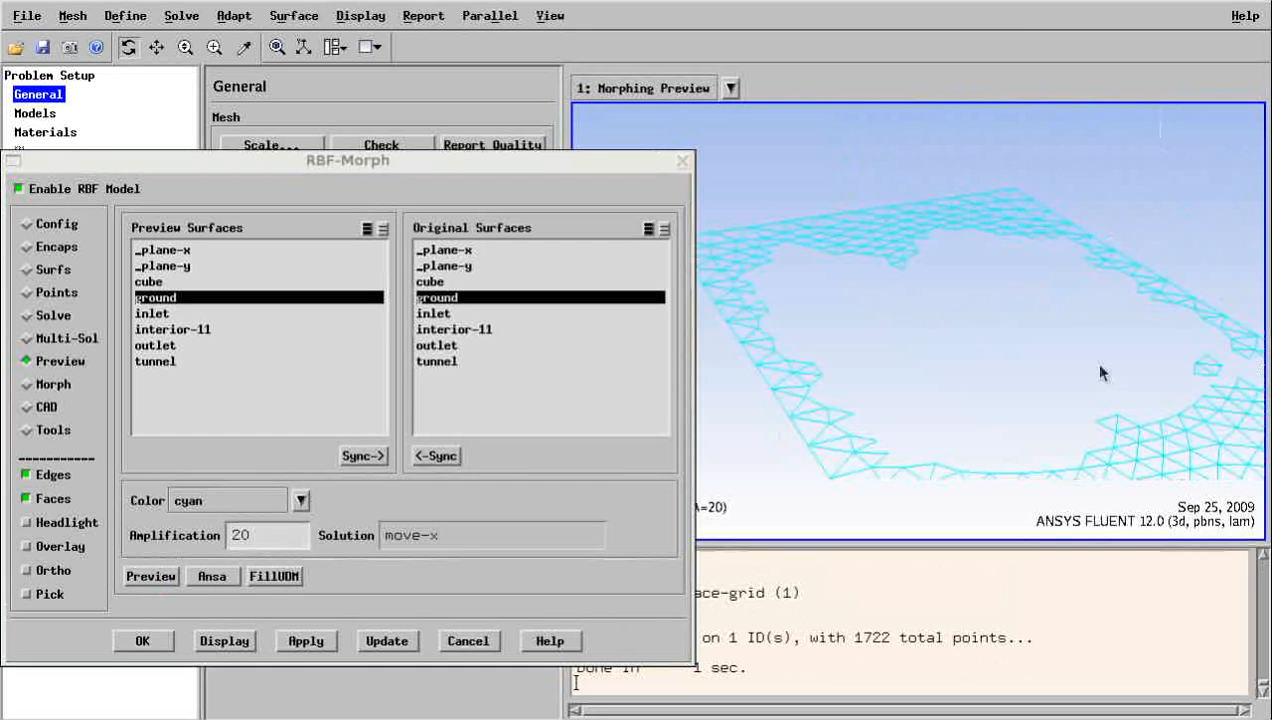 File Mesh Define Solve Adapt Surface Display Report Parallel View Help
Problem Setup
General
Models
Materials
General
Mesh
Scale... Check Report Quality
1: Morphing Preview
RBF-Morph
Enable RBF Model
Config
Encaps
Surfs
Points
Solve
Multi-Sol
Preview
Morph
CAD
Tools
-----------
Edges
Faces
Headlight
Overlay
Ortho
Pick
Preview Surfaces
_plane-x
_plane-y
cube
ground
inlet
interior-11
outlet
tunnel
Sync->
Original Surfaces
_plane-x
_plane-y
cube
ground
inlet
interior-11
outlet
tunnel
<-Sync
Color cyan
Amplification 20 Solution move-x
Preview Ansa FillUDM
OK Display Apply Update Cancel Help
A=20)
Sep 25, 2009
ANSYS FLUENT 12.0 (3d, pbns, lam)
ace-grid (1)
on 1 ID(s), with 1722 total points...
Done in 1 sec.